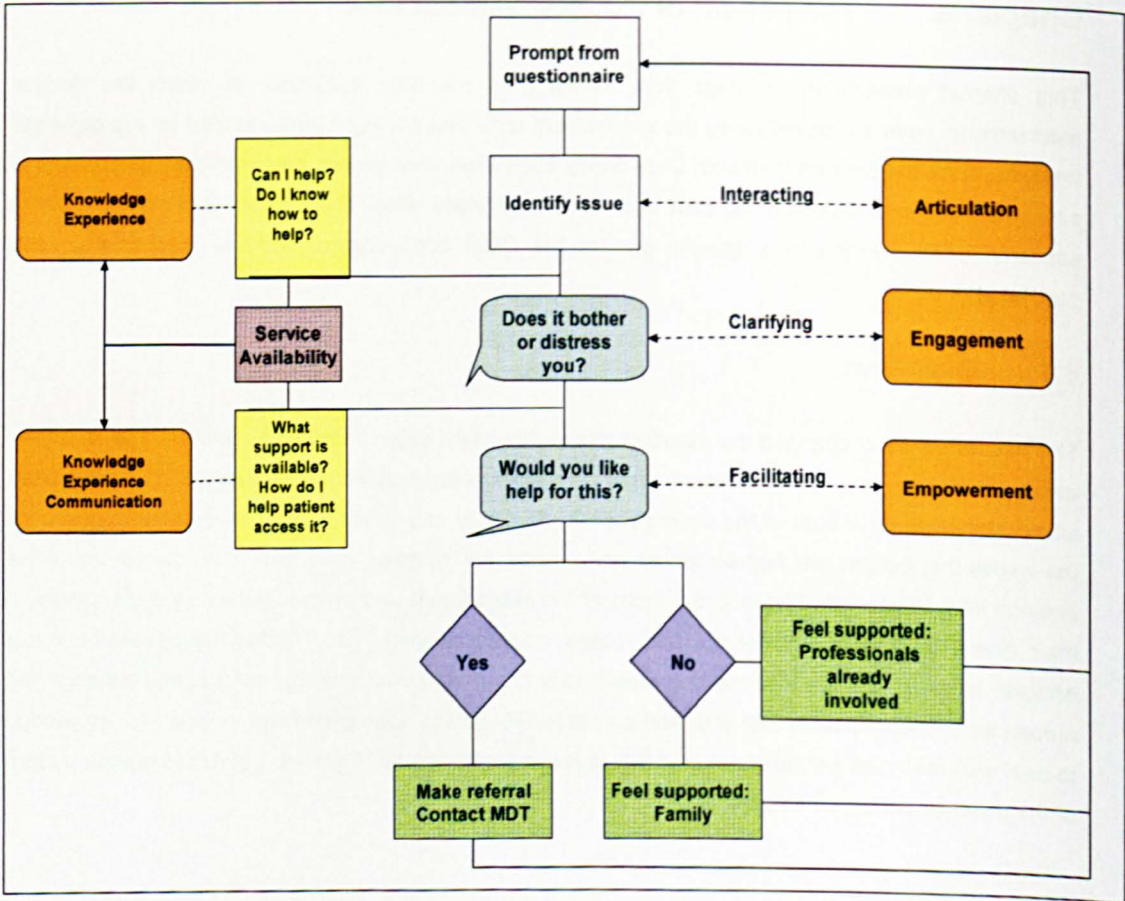 Prompt from
questionnaire
Knowledge
Experience
Can I help?
Do I know
how to
help?
Identify issue
Interacting
Articulation
Service
Availability
Does it bother
or distress
you?
Clarifying
Engagement
Knowledge
Experience
Communication
What
support is
available?
How do I
help patient
access it?
Would you like
help for this?
Facilitating
Empowerment
Yes
No
Feel supported:
Professionals
already
involved
Make referral
Contact MDT
Feel supported:
Family